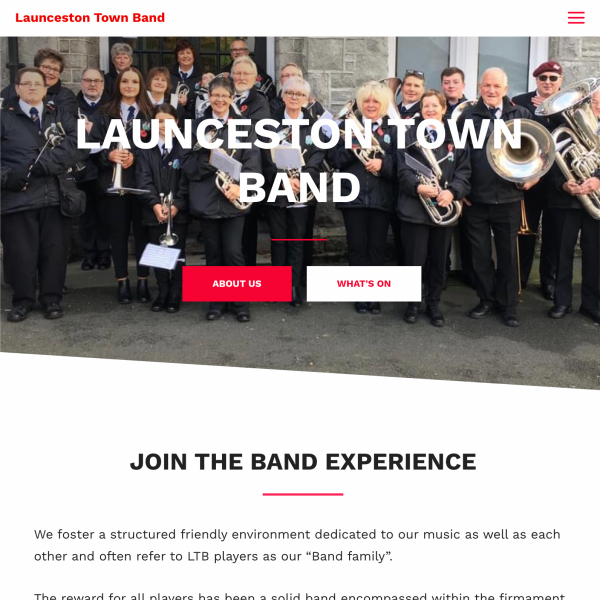 Launceston Town Band
LAUNCESTON TOWN
BAND
ABOUT US
WHAT'S ON
JOIN THE BAND EXPERIENCE
We foster a structured friendly environment dedicated to our music as well as each
other and often refer to LTB players as our “Band family”.
The reward for all players has been a solid band encompassed within the firmament